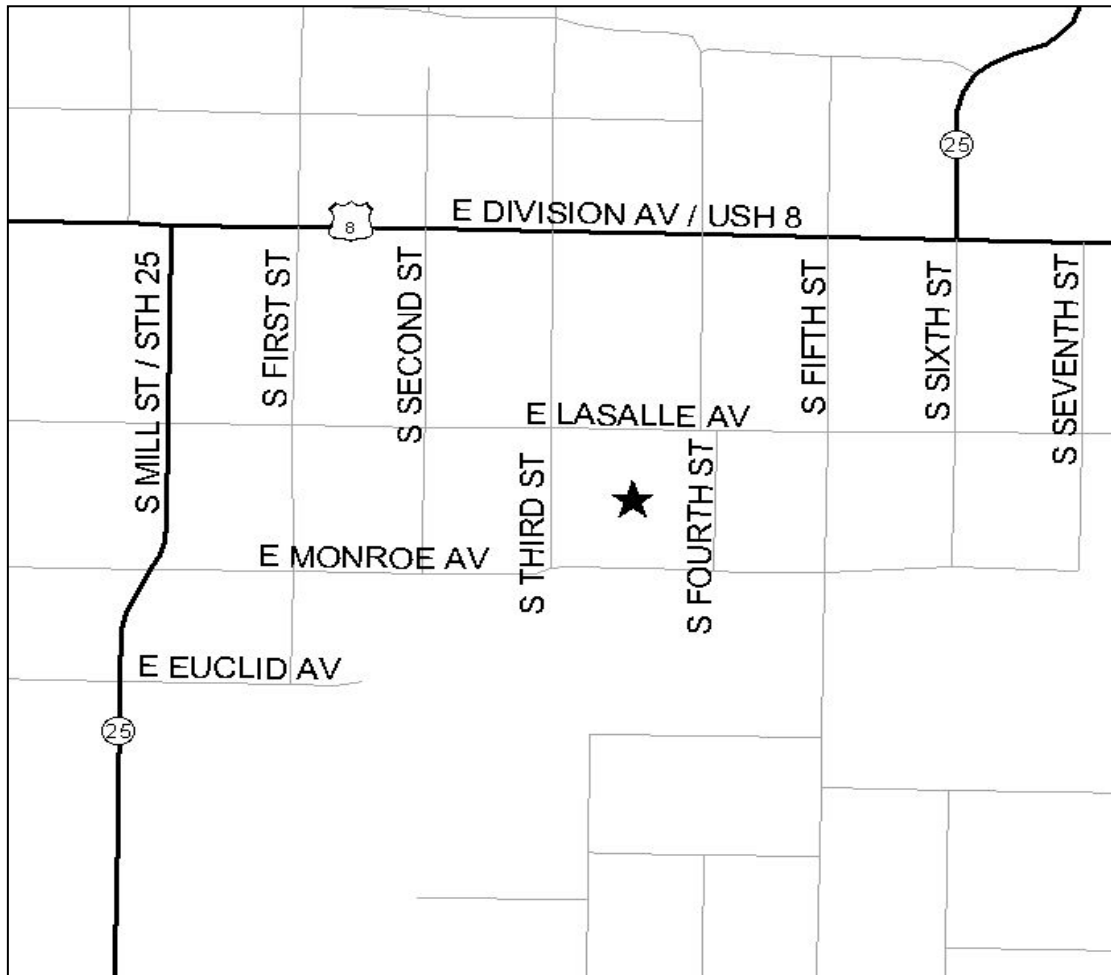 25
E DIVISION AV / USH 8
8
S MILL ST / STH 25
S FIRST ST
S SECOND ST
S FIFTH ST
S SIXTH ST
S SEVENTH ST
E LASALLE AV
S THIRD ST
S FOURTH ST
E MONROE AV
E EUCLID AV
25